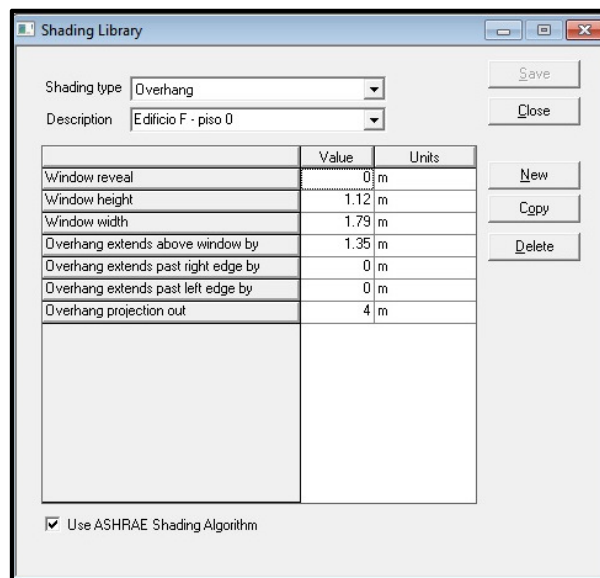 Shading Library
Shading type Overhang
Save
Description Edificio F - piso 0
Close
Value Units
Window reveal 0 m
New
Window height 1.12 m
Copy
Window width 1.79 m
Overhang extends above window by 1.35 m
Delete
Overhang extends past right edge by 0 m
Overhang extends past left edge by 0 m
Overhang projection out 4 m
Use ASHRAE Shading Algorithm